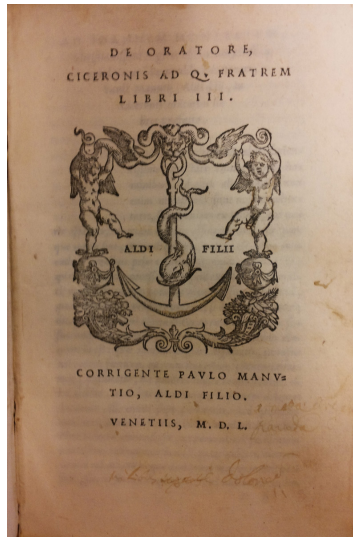 DE ORATORE,
CICERONIS AD Q. FRATREM
LIBRI III.
ALDI FILII
CORRIGENTE PAVLO MANV=
TIO, ALDI FILIO.
VENETIIS, M. D. L.